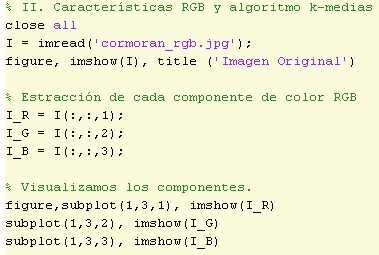 % II. Características RGB y algoritmo k-medias
close all
I = imread('cormoran_rgb.jpg');
figure, imshow(I), title ('Imagen Original')
% Estracción de cada componente de color RGB
I_R = I(:,:,1);
I_G = I(:,:,2);
I_B = I(:,:,3);
% Visualizamos los componentes.
figure,subplot(1,3,1), imshow(I_R)
subplot(1,3,2), imshow(I_G)
subplot(1,3,3), imshow(I_B)